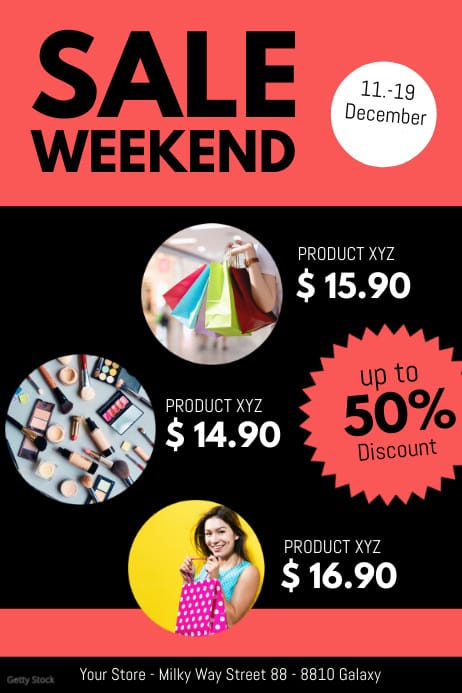 SALE
WEEKEND
11.-19
December
PRODUCT XYZ
$ 15.90
PRODUCT XYZ
$ 14.90
up to
50%
Discount
PRODUCT XYZ
$ 16.90
Getty Stock
Your Store - Milky Way Street 88 - 8810 Galaxy